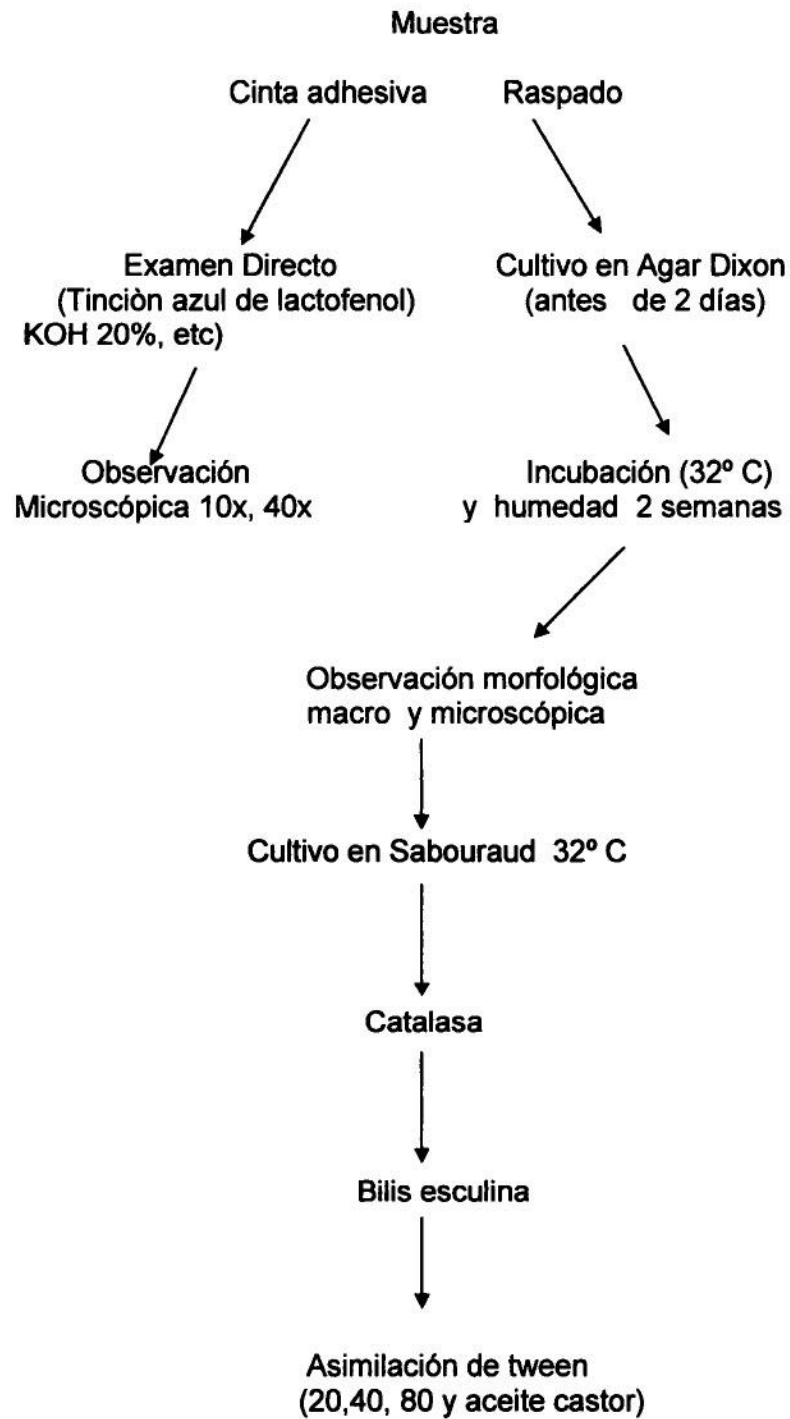 Muestra
Cinta adhesiva
Raspado
Examen Directo
(Tinciòn azul de lactofenol)
KOH 20%, etc)
Cultivo en Agar Dixon
(antes de 2 días)
Observación
Microscópica 10x, 40x
Incubación (32º C)
y humedad 2 semanas
Observación morfológica
macro y microscópica
Cultivo en Sabouraud 32º C
Catalasa
Bilis esculina
Asimilación de tween
(20,40, 80 y aceite castor)